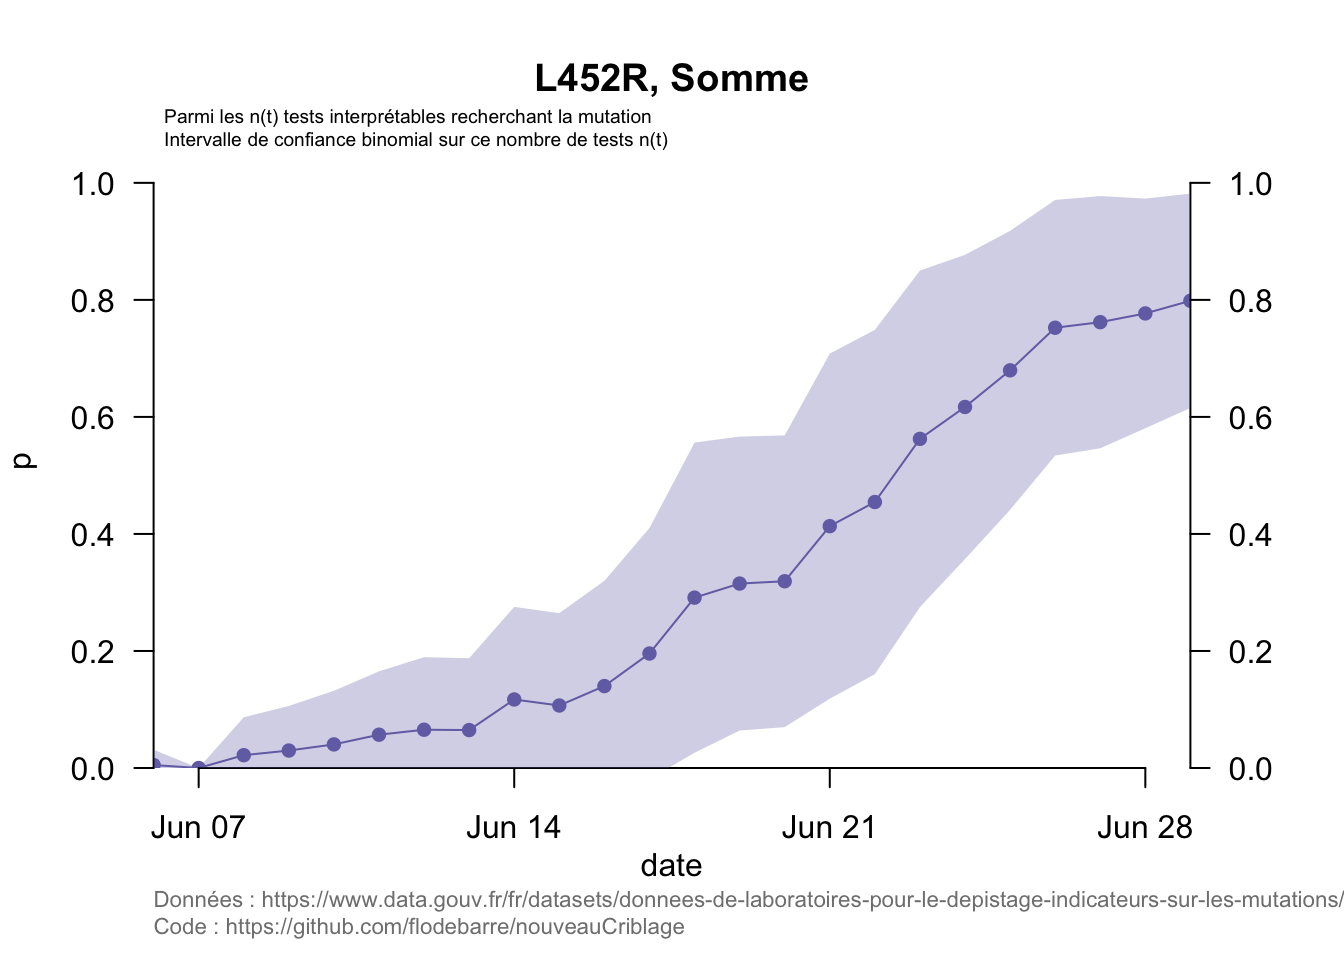 L452R, Somme
Parmi les n(t) tests interprétables recherchant la mutation
Intervalle de confiance binomial sur ce nombre de tests n(t)
1.0 1.0
0.8 0.8
0.6 0.6
p
0.4 0.4
0.2 0.2
0.0 0.0
Jun 07 Jun 14 Jun 21 Jun 28
date
Données : https://www.data.gouv.fr/fr/datasets/donnees-de-laboratoires-pour-le-depistage-indicateurs-sur-les-mutations/
Code : https://github.com/flodebarre/nouveauCriblage